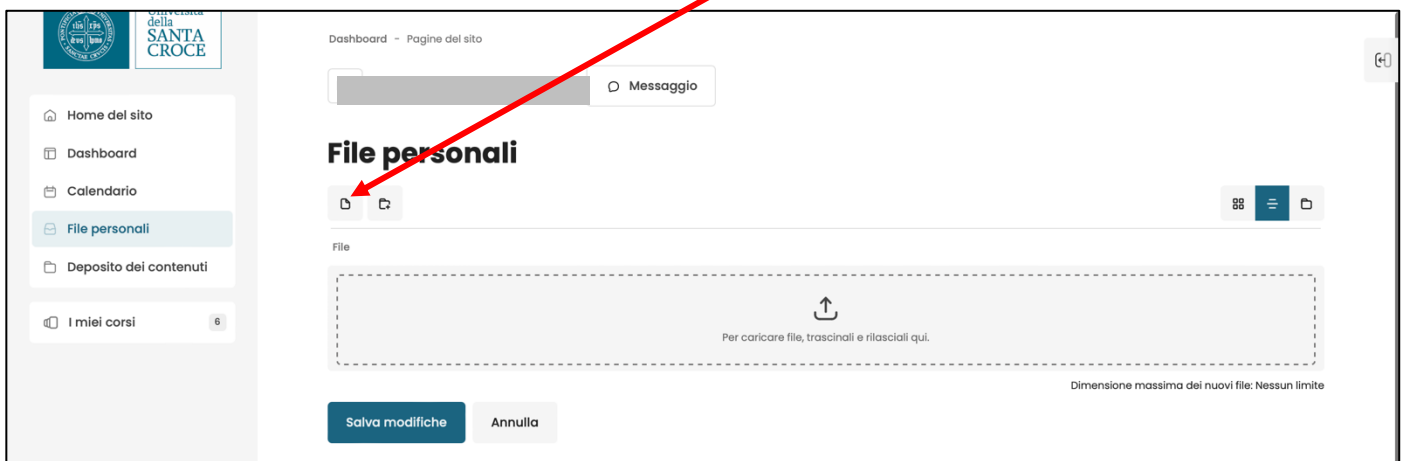 della
SANTA
CROCE
Dashboard - Pagine del sito
Messaggio
Home del sito
Dashboard
Calendario
File personali
Deposito dei contenuti
I miei corsi 6
File personali
File
Per caricare file, trascinali e rilasciali qui.
Dimensione massima dei nuovi file: Nessun limite
Salva modifiche Annulla